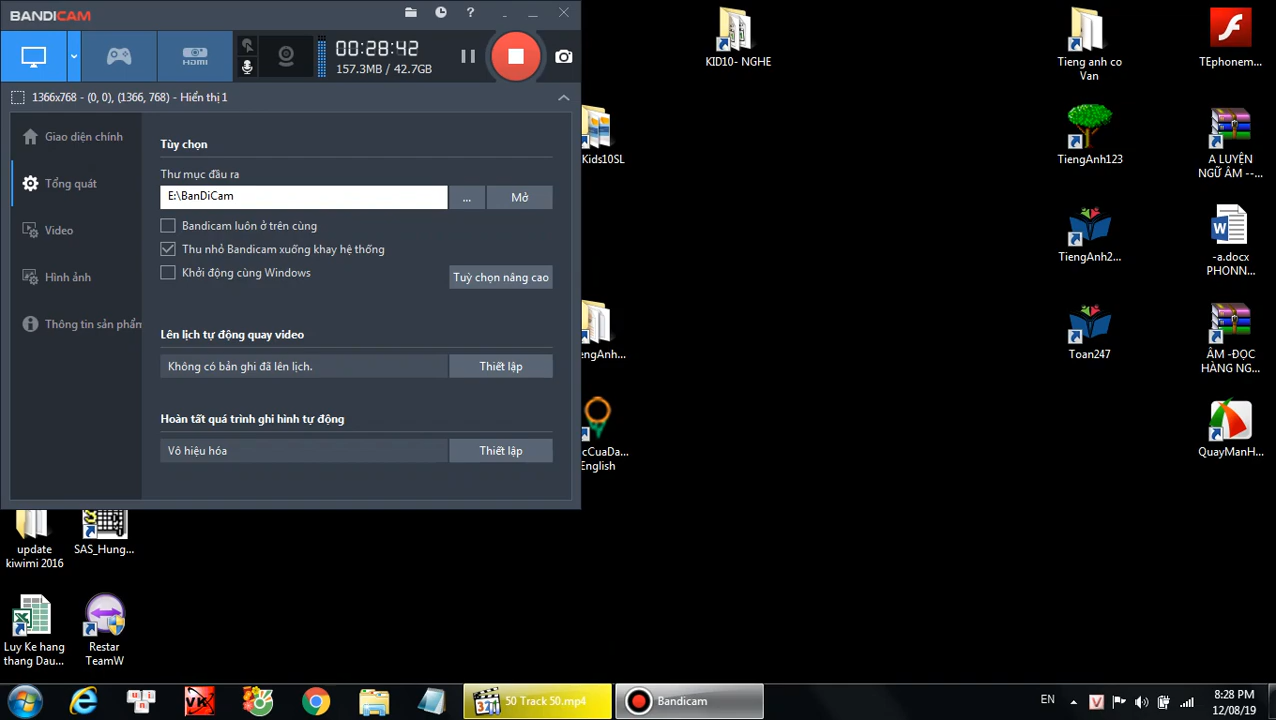 BANDICAM
?
HDMI
00:28:42
157.3MB / 42.7GB
1366x768 - (0, 0), (1366, 768) - Hiển thị 1
Giao diện chính
Tổng quát
Video
Hình ảnh
Thông tin sản phẩn
Tùy chọn
Thư mục đầu ra
E:\BanDiCam
...
Mở
Bandicam luôn ở trên cùng
Thu nhỏ Bandicam xuống khay hệ thống
Khởi động cùng Windows
Tuỳ chọn nâng cao
Lên lịch tự động quay video
Không có bản ghi đã lên lịch.
Thiết lập
Hoàn tất quá trình ghi hình tự động
Vô hiệu hóa
Thiết lập
KID10- NGHE
Tieng anh co
Van
TEphonem...
Kids10SL
TiengAnh123
A LUYỆN
NGỮ ÂM --...
TiengAnh2...
-a.docx
PHONN...
engAnh...
Toan247
ÂM -ĐỌC
HÀNG NG...
cCuaDa...
English
QuayManH...
update
kiwimi 2016
SAS_Hung...
Luy Ke hang
thang Dau...
Restar
TeamW
VK
321
50 Track 50.mp4
Bandicam
EN
V
8:28 PM
12/08/19